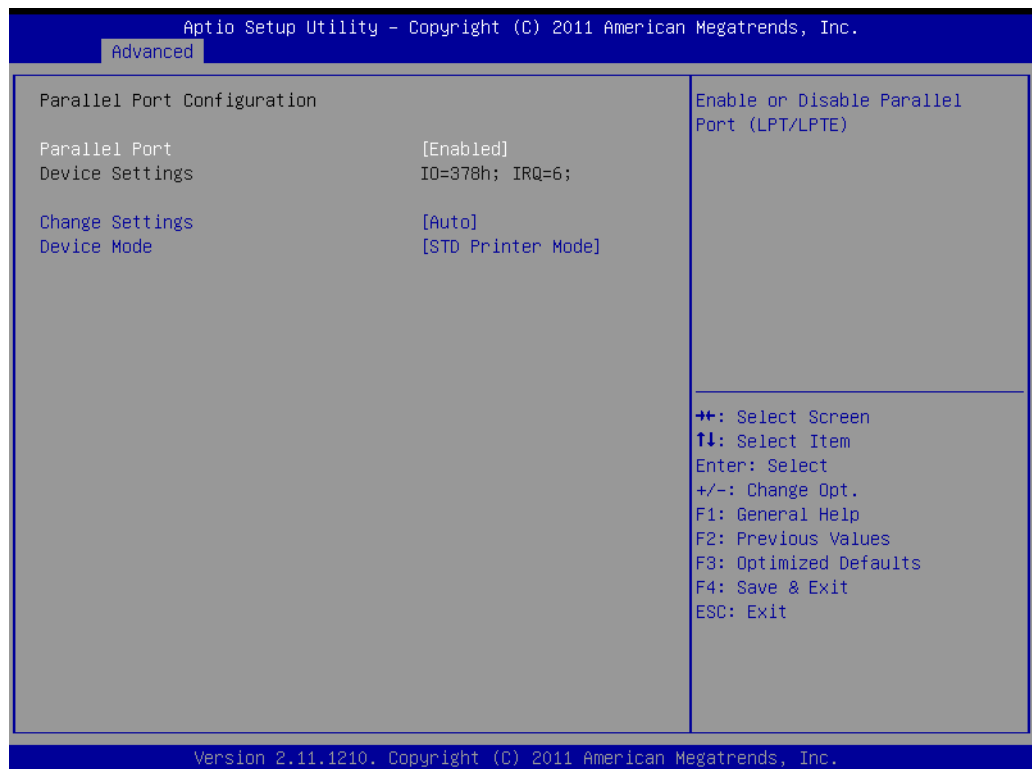 Aptio Setup Utility – Copyright (C) 2011 American Megatrends, Inc.
Advanced
Parallel Port Configuration
Parallel Port [Enabled]
Device Settings IO=378h; IRQ=6;
Change Settings [Auto]
Device Mode [STD Printer Mode]
Enable or Disable Parallel
Port (LPT/LPTE)
→←: Select Screen
↑↓: Select Item
Enter: Select
+/-: Change Opt.
F1: General Help
F2: Previous Values
F3: Optimized Defaults
F4: Save & Exit
ESC: Exit
Version 2.11.1210. Copyright (C) 2011 American Megatrends, Inc.